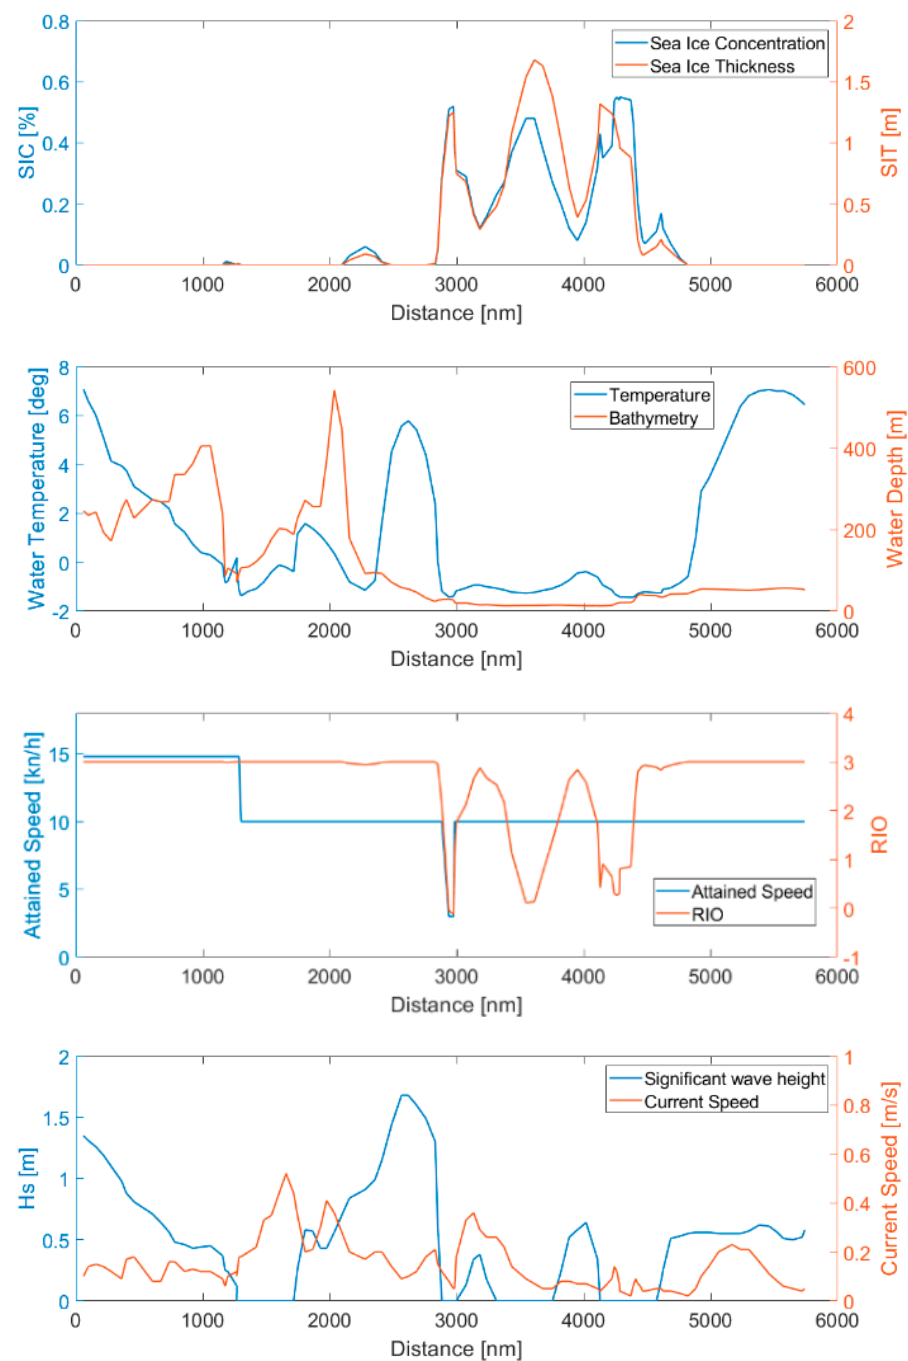 0.8
0.6
0.4
0.2
0
SIC [%]
2
1.5
1
0.5
0
SIT [m]
Sea Ice Concentration
Sea Ice Thickness
0 1000 2000 3000 4000 5000 6000
Distance [nm]
8
6
4
2
0
-2
Water Temperature [deg]
600
400
200
0
Water Depth [m]
Temperature
Bathymetry
0 1000 2000 3000 4000 5000 6000
Distance [nm]
15
10
5
0
Attained Speed [kn/h]
4
3
2
1
0
-1
RIO
Attained Speed
RIO
0 1000 2000 3000 4000 5000 6000
Distance [nm]
2
1.5
1
0.5
0
Hs [m]
1
0.8
0.6
0.4
0.2
0
Current Speed [m/s]
Significant wave height
Current Speed
0 1000 2000 3000 4000 5000 6000
Distance [nm]